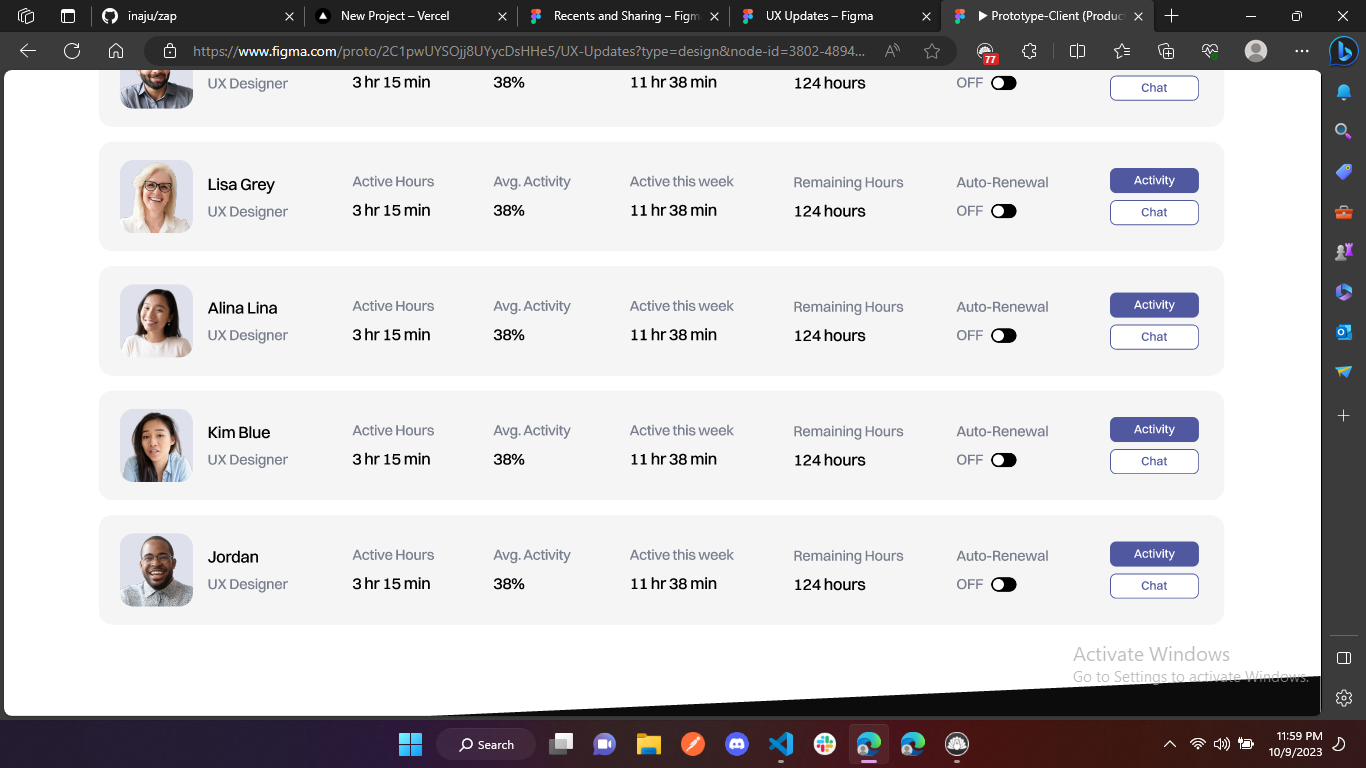 inaju/zap
New Project – Vercel
Recents and Sharing – Figm
UX Updates – Figma
Prototype-Client (Produc
https://www.figma.com/proto/2C1pwUYSOjj8UYycDsHHe5/UX-Updates?type=design&node-id=3802-4894...
77
UX Designer 3 hr 15 min 38% 11 hr 38 min 124 hours OFF Chat
Lisa Grey Active Hours Avg. Activity Active this week Remaining Hours Auto-Renewal Activity
UX Designer 3 hr 15 min 38% 11 hr 38 min 124 hours OFF Chat
Alina Lina Active Hours Avg. Activity Active this week Remaining Hours Auto-Renewal Activity
UX Designer 3 hr 15 min 38% 11 hr 38 min 124 hours OFF Chat
Kim Blue Active Hours Avg. Activity Active this week Remaining Hours Auto-Renewal Activity
UX Designer 3 hr 15 min 38% 11 hr 38 min 124 hours OFF Chat
Jordan Active Hours Avg. Activity Active this week Remaining Hours Auto-Renewal Activity
UX Designer 3 hr 15 min 38% 11 hr 38 min 124 hours OFF Chat
Activate Windows
Go to Settings to activate Windows.
Search
11:59 PM
10/9/2023